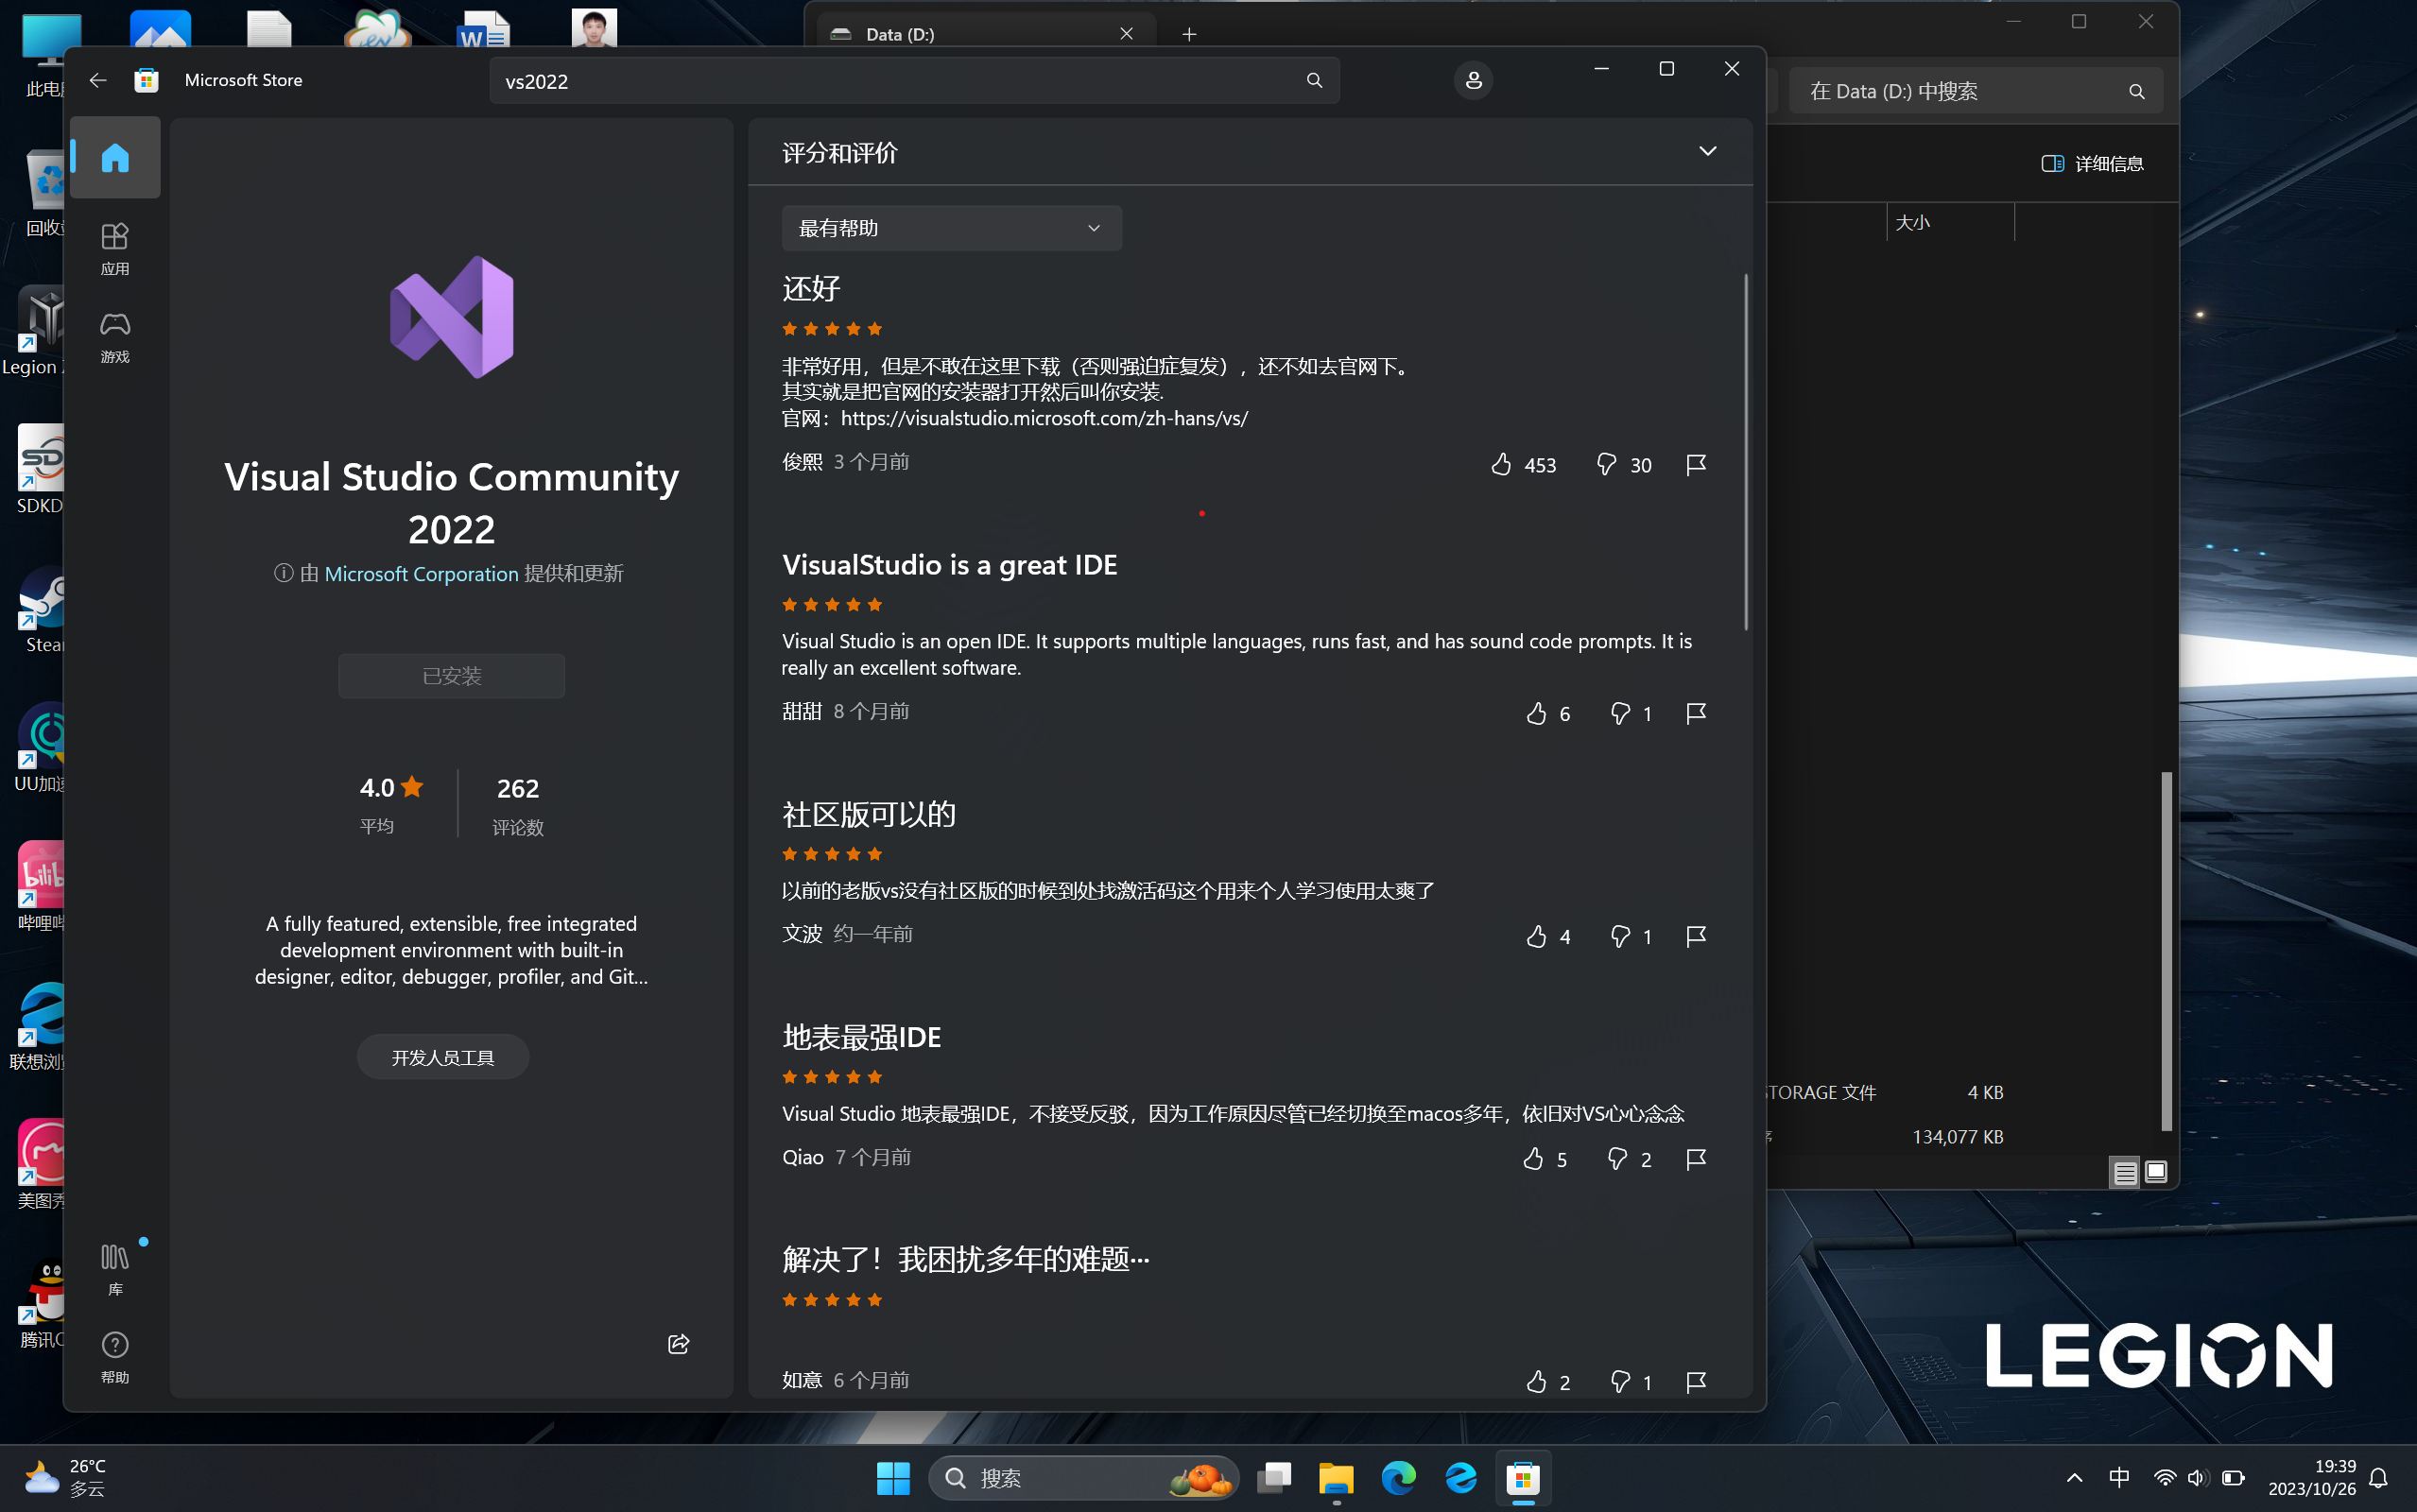 Data (D:)
此电
Microsoft Store
vs2022
在 Data (D:) 中搜索
详细信息
大小
回收
应用
游戏
Legion
SDKD
Stea
UU加
bilib
哔哩
联想浏
美图秀
腾讯
库
帮助
Visual Studio Community
2022
由 Microsoft Corporation 提供和更新
已安装
4.0
262
平均
评论数
A fully featured, extensible, free integrated
development environment with built-in
designer, editor, debugger, profiler, and Git...
开发人员工具
评分和评价
最有帮助
还好
非常好用，但是不敢在这里下载（否则强迫症复发），还不如去官网下。
其实就是把官网的安装器打开然后叫你安装.
官网：https://visualstudio.microsoft.com/zh-hans/vs/
俊熙 3 个月前
453
30
VisualStudio is a great IDE
Visual Studio is an open IDE. It supports multiple languages, runs fast, and has sound code prompts. It is
really an excellent software.
甜甜 8 个月前
6
1
社区版可以的
以前的老版vs没有社区版的时候到处找激活码这个用来个人学习使用太爽了
文波 约一年前
4
1
地表最强IDE
Visual Studio 地表最强IDE，不接受反驳，因为工作原因尽管已经切换至macos多年，依旧对VS心心念念
Qiao 7 个月前
5
2
解决了！我困扰多年的难题…
如意 6 个月前
2
1
STORAGE 文件
4 KB
134,077 KB
LEGION
26°C
多云
搜索
中
19:39
2023/10/26